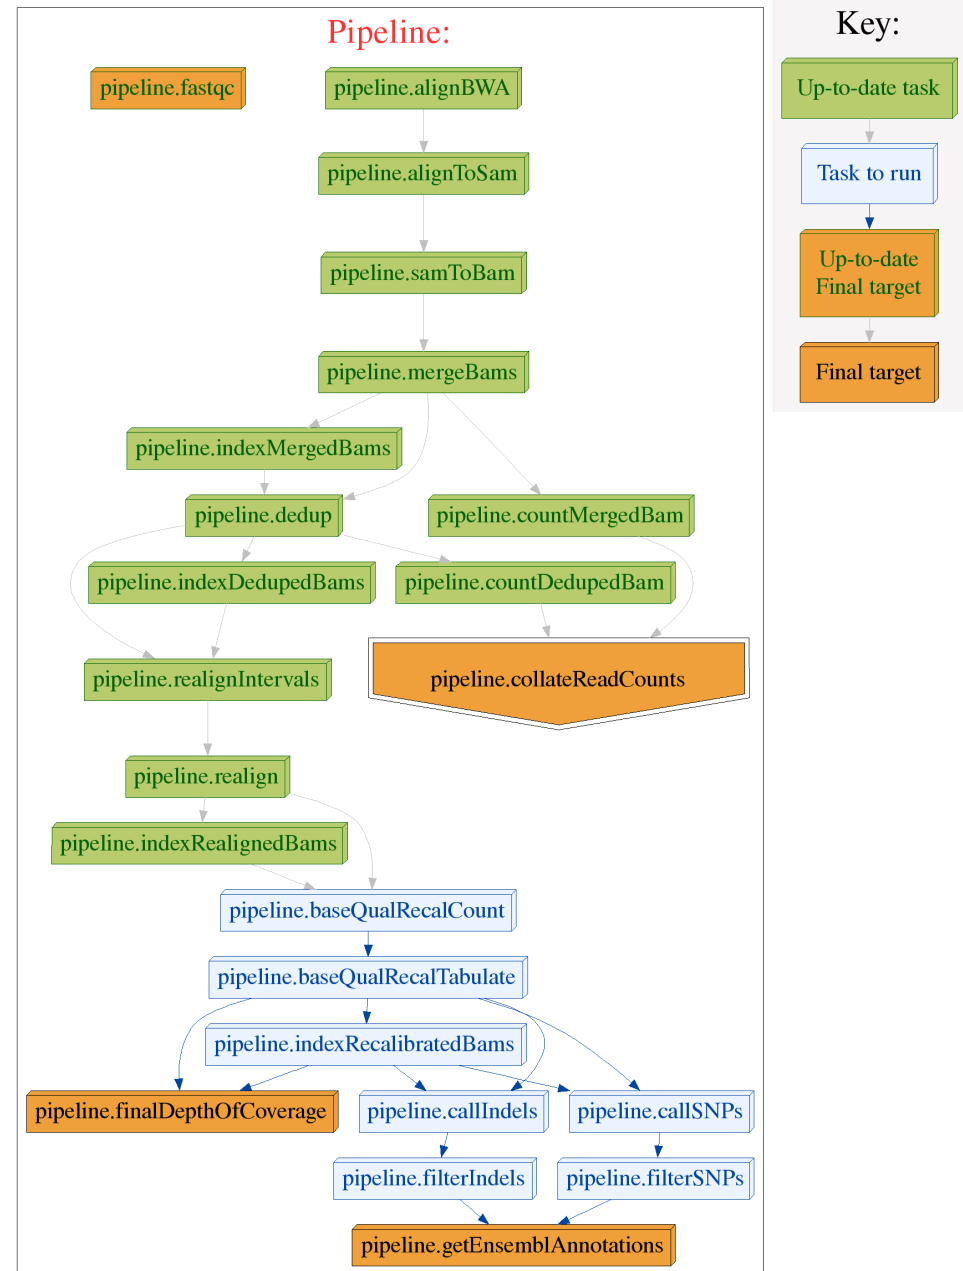 Pipeline:
pipeline.fastqc
pipeline.alignBWA
pipeline.alignToSam
pipeline.samToBam
pipeline.mergeBams
pipeline.indexMergedBams
pipeline.dedup
pipeline.countMergedBam
pipeline.indexDedupedBams
pipeline.countDedupedBam
pipeline.realignIntervals
pipeline.collateReadCounts
pipeline.realign
pipeline.indexRealignedBams
pipeline.baseQualRecalCount
pipeline.baseQualRecalTabulate
pipeline.indexRecalibratedBams
pipeline.finalDepthOfCoverage
pipeline.callIndels
pipeline.callSNPs
pipeline.filterIndels
pipeline.filterSNPs
pipeline.getEnsemblAnnotations
Key:
Up-to-date task
Task to run
Up-to-date
Final target
Final target